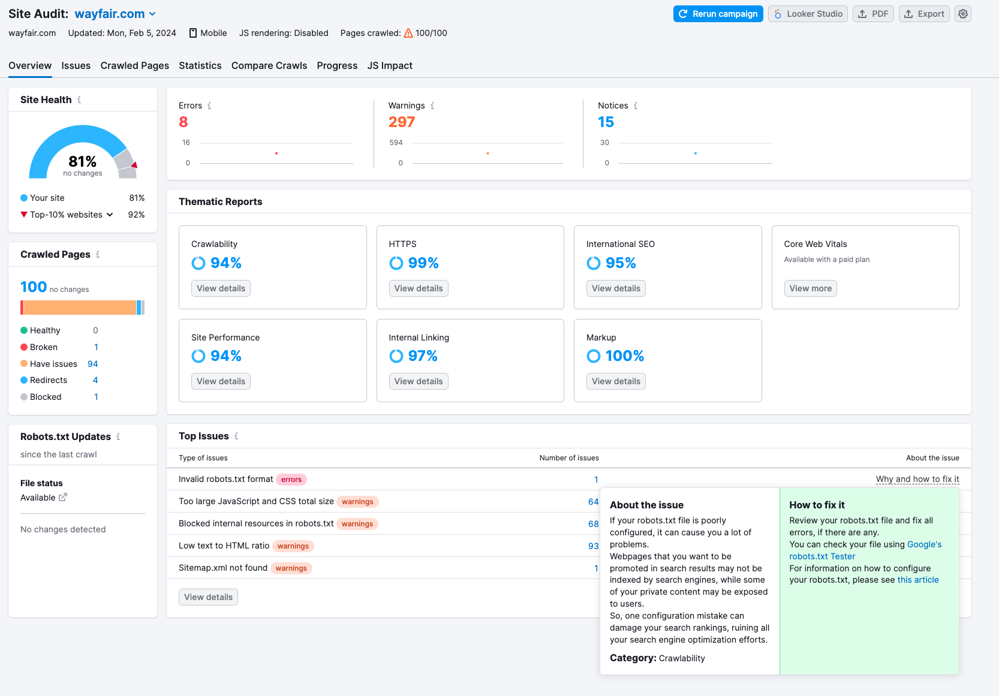 Site Audit: wayfair.com
Rerun campaign
Looker Studio
PDF
Export
wayfair.com Updated: Mon, Feb 5, 2024 Mobile JS rendering: Disabled Pages crawled: 100/100
Overview Issues Crawled Pages Statistics Compare Crawls Progress JS Impact
Site Health i
81%
no changes
Your site 81%
Top-10% websites 92%
Crawled Pages i
100 no changes
Healthy 0
Broken 1
Have issues 94
Redirects 4
Blocked 1
Robots.txt Updates i
since the last crawl
File status
Available
No changes detected
Errors i
8
16
0
Warnings i
297
594
0
Notices i
15
30
0
Thematic Reports
Crawlability
94%
View details
HTTPS
99%
View details
International SEO
95%
View details
Core Web Vitals
Available with a paid plan
View more
Site Performance
94%
View details
Internal Linking
97%
View details
Markup
100%
View details
Top Issues i
Type of issues Number of issues About the issue
Invalid robots.txt format errors 1 Why and how to fix it
Too large JavaScript and CSS total size warnings 64
Blocked internal resources in robots.txt warnings 68
Low text to HTML ratio warnings 93
Sitemap.xml not found warnings 1
View details
About the issue
If your robots.txt file is poorly
configured, it can cause you a lot of
problems.
Webpages that you want to be
promoted in search results may not be
indexed by search engines, while some
of your private content may be exposed
to users.
So, one configuration mistake can
damage your search rankings, ruining all
your search engine optimization efforts.
Category: Crawlability
How to fix it
Review your robots.txt file and fix all
errors, if there are any.
You can check your file using Google's
robots.txt Tester
For information on how to configure
your robots.txt, please see this article